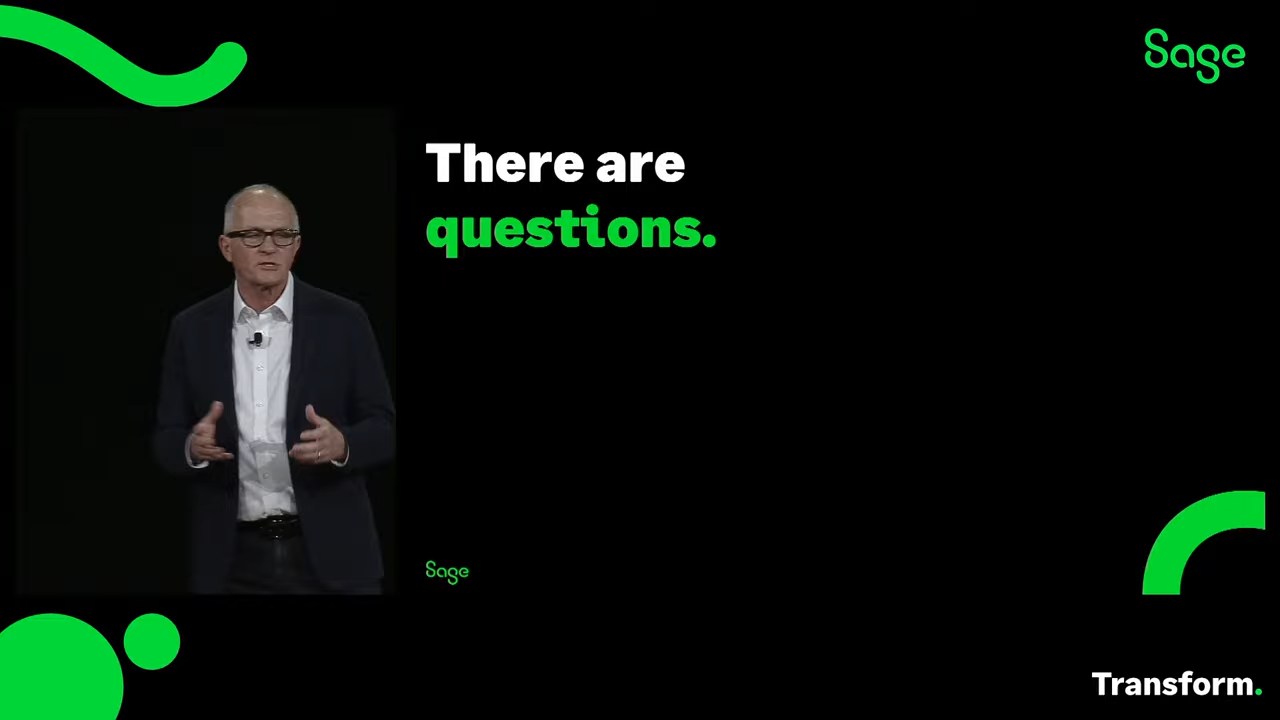 Sage
There are
questions.
Sage
Transform.